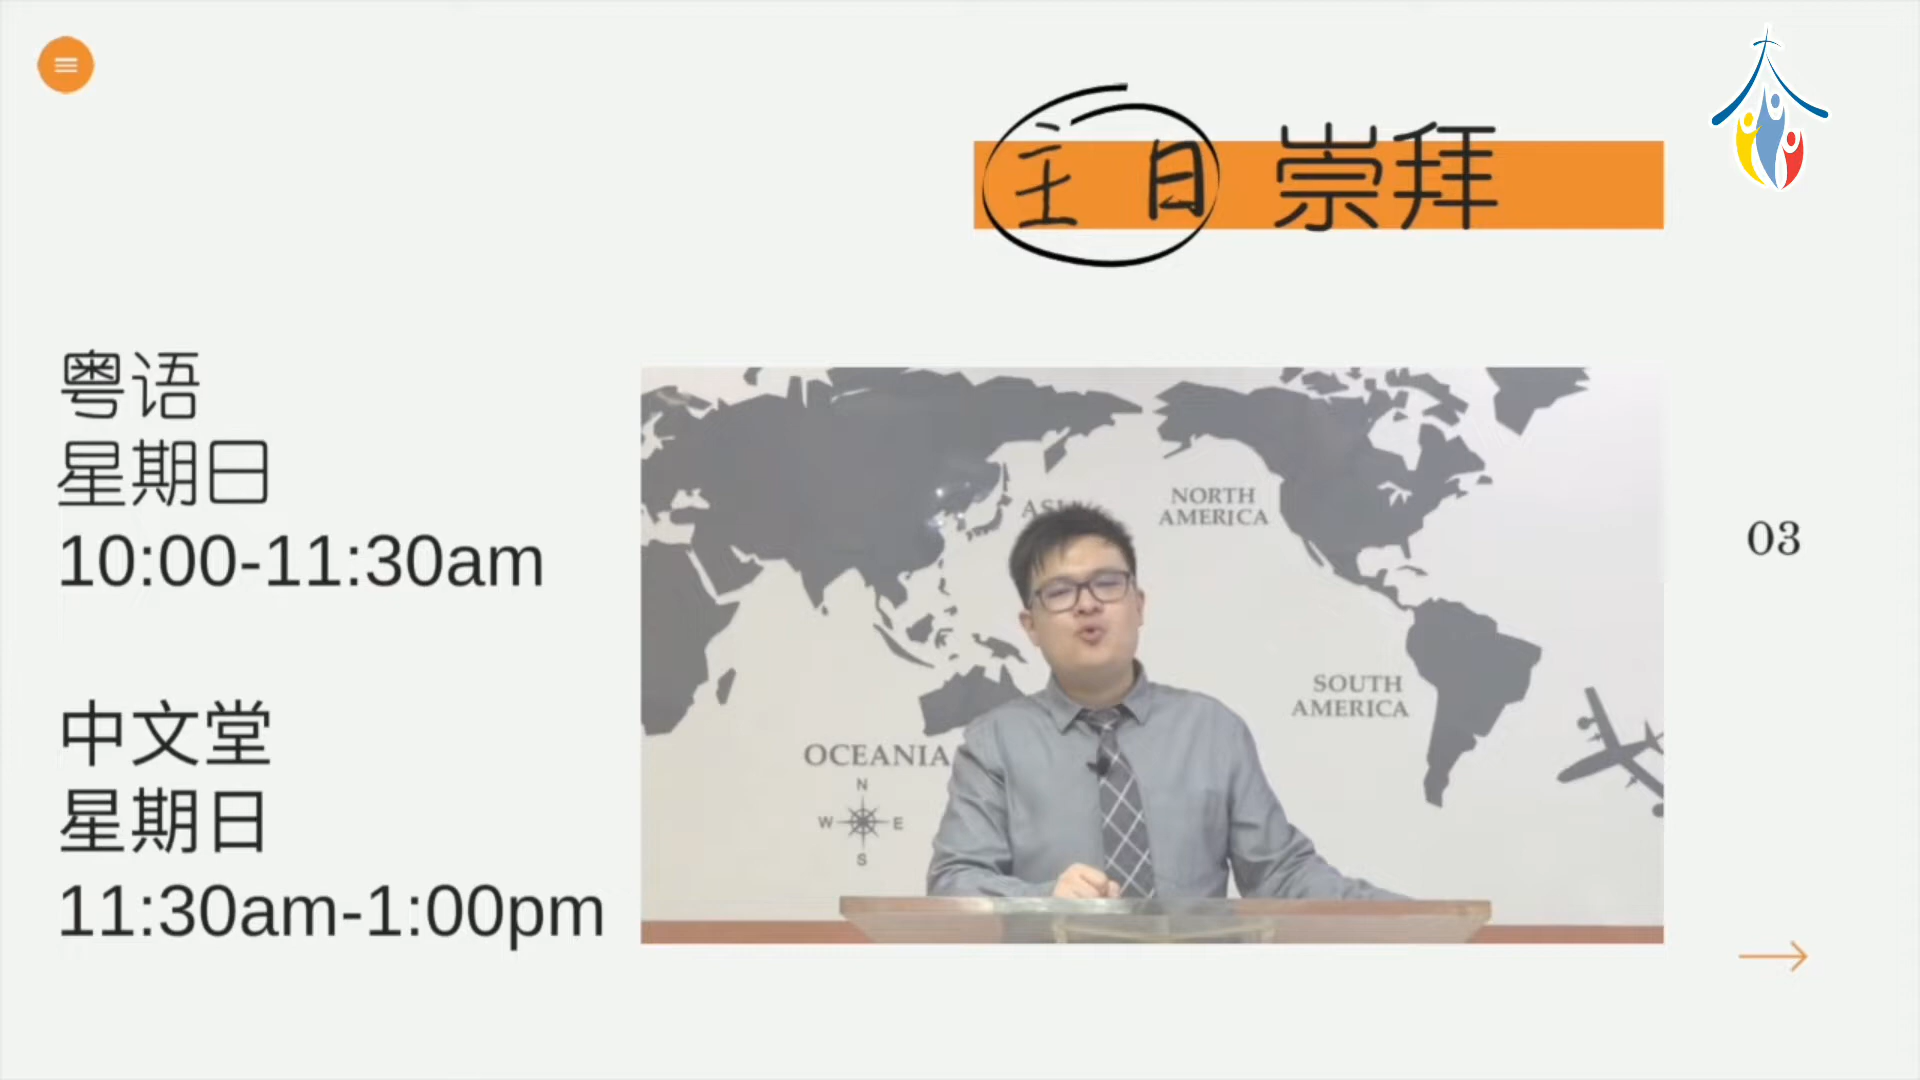 主日崇拜
粤语
星期日
10:00-11:30am
中文堂
星期日
11:30am-1:00pm
NORTH
AMERICA
SOUTH
AMERICA
OCEANIA
N
W E
S
03